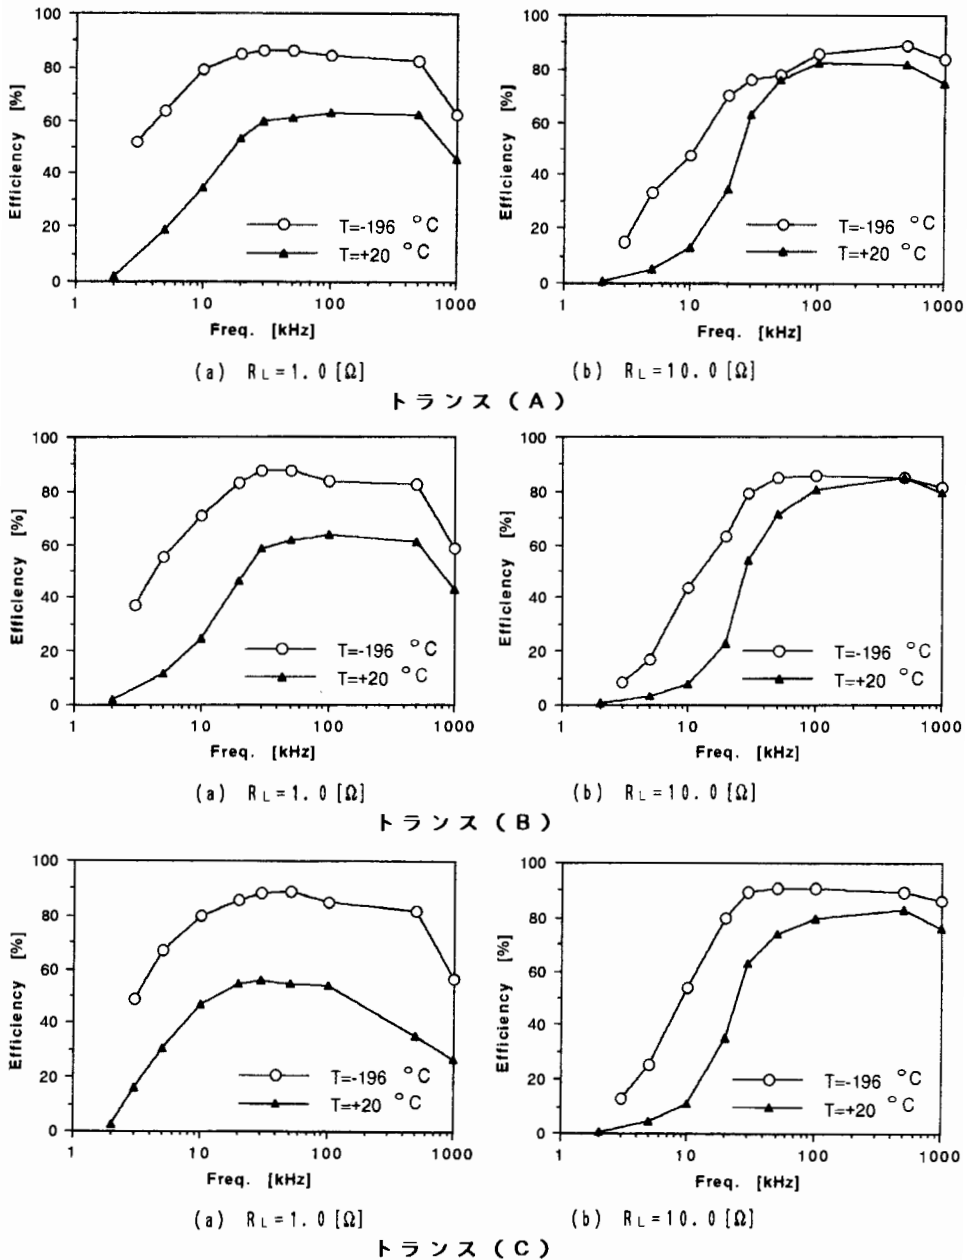 100
80
60
40
20
0
Efficiency [%]
T=-196 °C
T=+20 °C
1
10
100
1000
Freq. [kHz]
(a) RL=1.0[Ω]
100
80
60
40
20
0
Efficiency [%]
T=-196 °C
T=+20 °C
1
10
100
1000
Freq. [kHz]
(b) RL=10.0[Ω]
トランス(A)
100
80
60
40
20
0
Efficiency [%]
T=-196 °C
T=+20 °C
1
10
100
1000
Freq. [kHz]
(a) RL=1.0[Ω]
100
80
60
40
20
0
Efficiency [%]
T=-196 °C
T=+20 °C
1
10
100
1000
Freq. [kHz]
(b) RL=10.0[Ω]
トランス(B)
100
80
60
40
20
0
Efficiency [%]
T=-196 °C
T=+20 °C
1
10
100
1000
Freq. [kHz]
(a) RL=1.0[Ω]
100
80
60
40
20
0
Efficiency [%]
T=-196 °C
T=+20 °C
1
10
100
1000
Freq. [kHz]
(b) RL=10.0[Ω]
トランス(C)